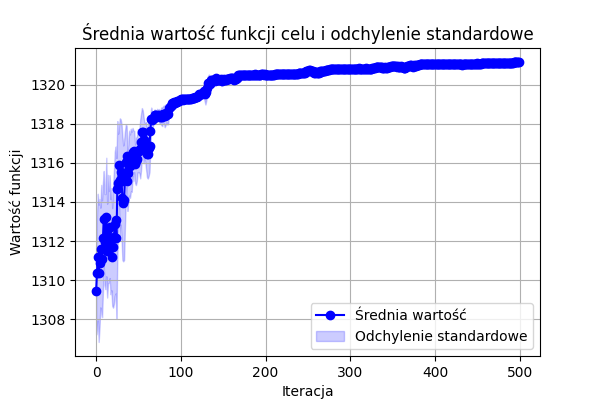 Średnia wartość funkcji celu i odchylenie standardowe
1320
1318
1316
1314
1312
1310
1308
Wartość funkcji
Średnia wartość
Odchylenie standardowe
0 100 200 300 400 500
Iteracja